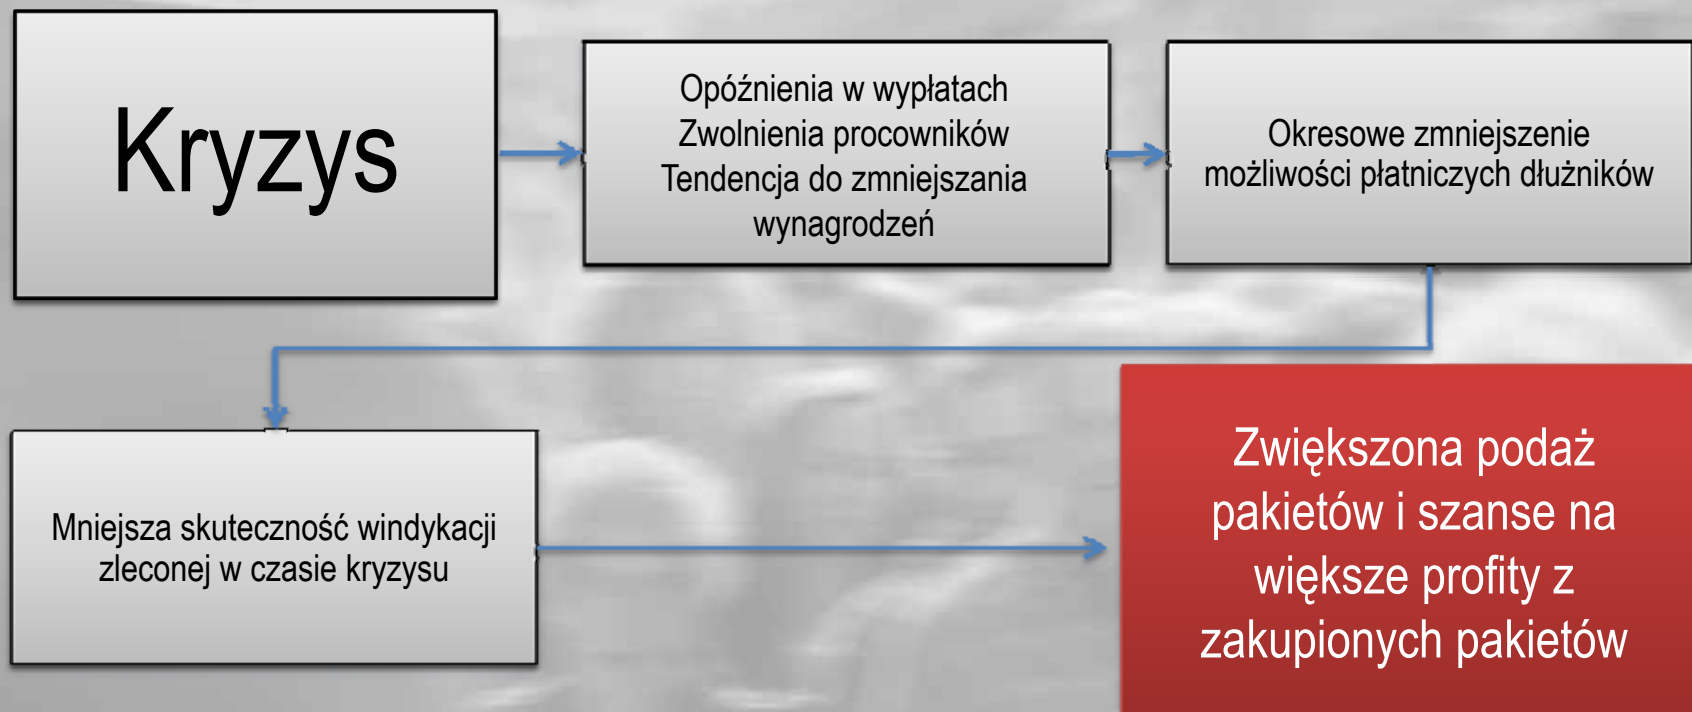 Kryzys
Opóźnienia w wypłatach
Zwolnienia procowników
Tendencja do zmniejszania
wynagrodzeń
Okresowe zmniejszenie
możliwości płatniczych dłużników
Mniejsza skuteczność windykacji
zleconej w czasie kryzysu
Zwiększona podaż
pakietów i szanse na
większe profity z
zakupionych pakietów